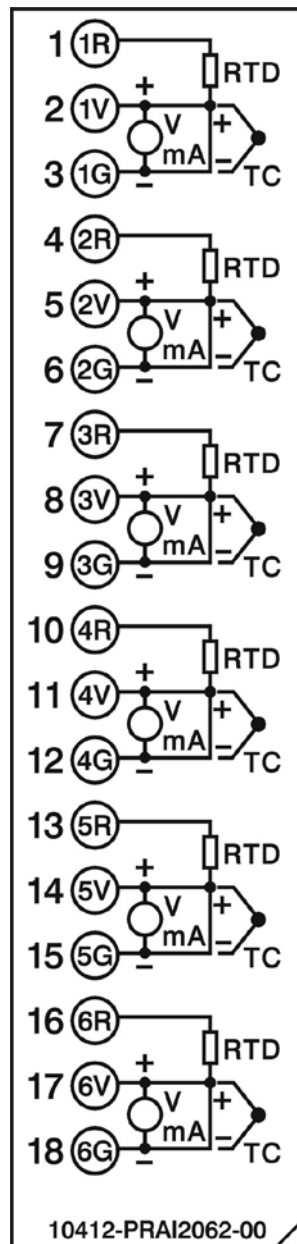 1 1R RTD
2 1V + V +
3 1G − mA − TC
4 2R RTD
5 2V + V +
6 2G − mA − TC
7 3R RTD
8 3V + V +
9 3G − mA − TC
10 4R RTD
11 4V + V +
12 4G − mA − TC
13 5R RTD
14 5V + V +
15 5G − mA − TC
16 6R RTD
17 6V + V +
18 6G − mA − TC
10412-PRAI2062-00